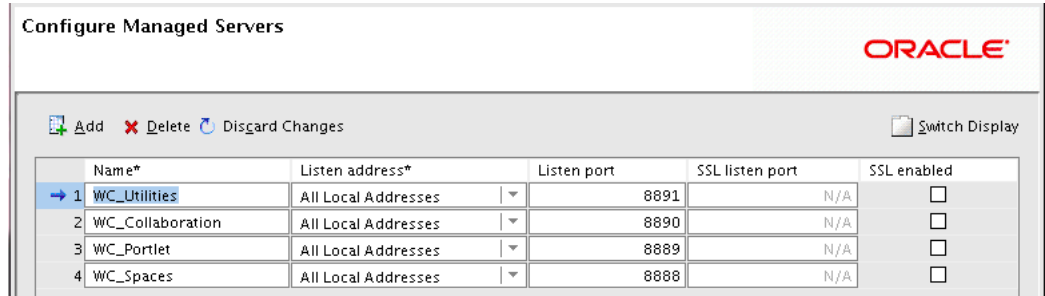 Configure Managed Servers
ORACLE
Add Delete Discard Changes Switch Display
Name* Listen address* Listen port SSL listen port SSL enabled
1 WC_Utilities All Local Addresses 8891 N/A
2 WC_Collaboration All Local Addresses 8890 N/A
3 WC_Portlet All Local Addresses 8889 N/A
4 WC_Spaces All Local Addresses 8888 N/A